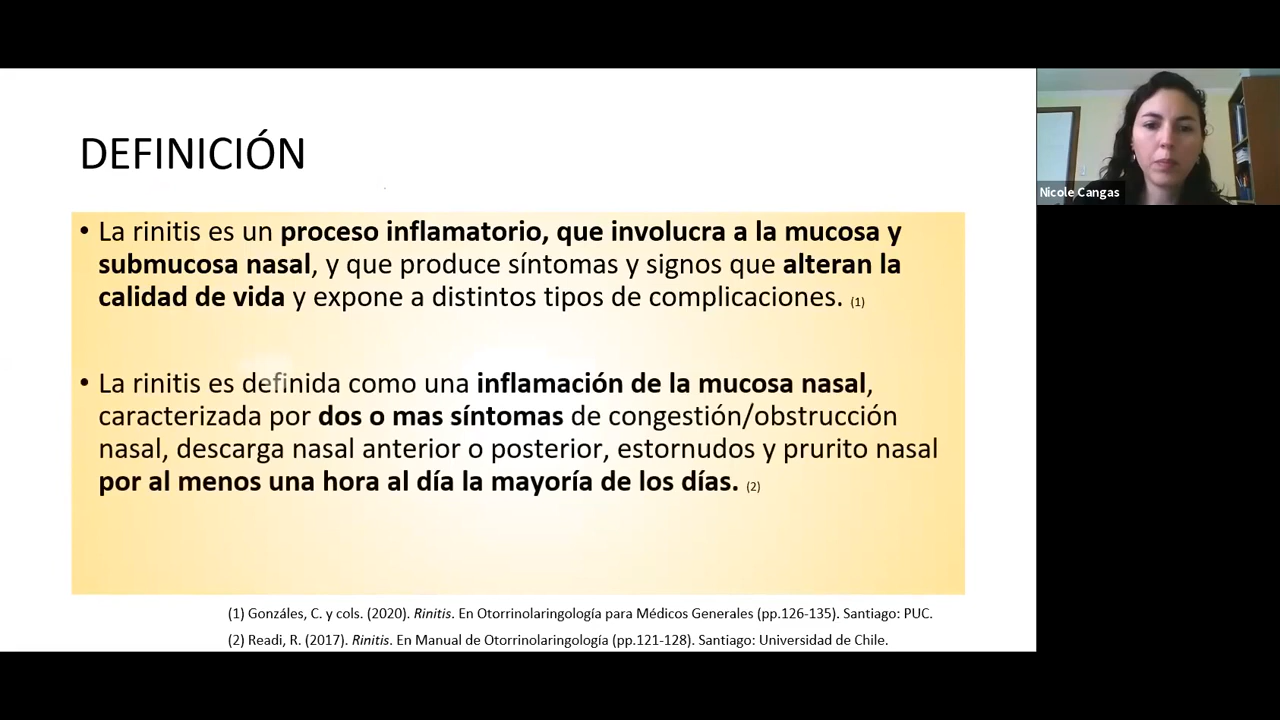 DEFINICIÓN
• La rinitis es un proceso inflamatorio, que involucra a la mucosa y
submucosa nasal, y que produce síntomas y signos que alteran la
calidad de vida y expone a distintos tipos de complicaciones. (1)
• La rinitis es definida como una inflamación de la mucosa nasal,
caracterizada por dos o mas síntomas de congestión/obstrucción
nasal, descarga nasal anterior o posterior, estornudos y prurito nasal
por al menos una hora al día la mayoría de los días. (2)
(1) Gonzáles, C. y cols. (2020). Rinitis. En Otorrinolaringología para Médicos Generales (pp.126-135). Santiago: PUC.
(2) Readi, R. (2017). Rinitis. En Manual de Otorrinolaringología (pp.121-128). Santiago: Universidad de Chile.
Nicole Cangas